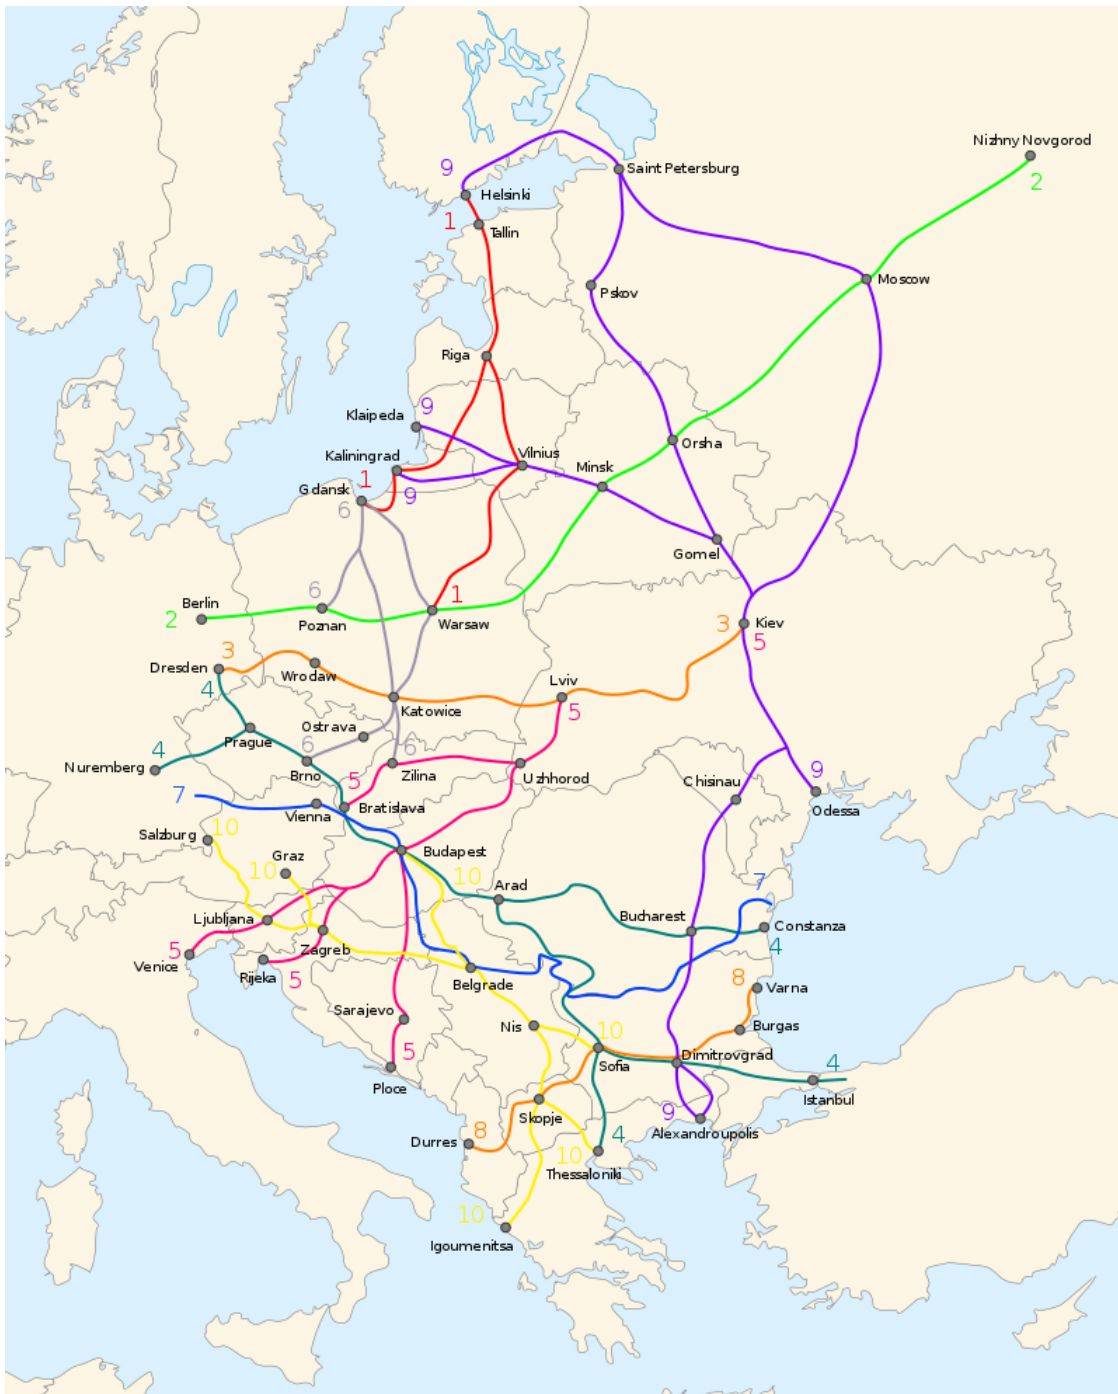 Nizhny Novgorod
2
9
Saint Petersburg
Helsinki
1
Tallin
Moscow
Pskov
Riga
9
Klaipeda
Orsha
Vilnius
Kaliningrad
Minsk
1
Gdansk
9
6
Gomel
6
1
Berlin
2
Poznan
Warsaw
3
Kiev
5
3
Dresden
Wrodaw
Lviv
4
Katowice
5
Ostrava
Prague
6
6
4
Nuremberg
Brno
Zilina
Uzhhorod
5
9
Chisinau
7
Bratislava
Odessa
Vienna
Salzburg
10
Budapest
Graz
10
10
Arad
7
Ljubljana
Bucharest
Constanza
Zagreb
5
4
Venice
5
Rijeka
Belgrade
8
Varna
Sarajevo
Nis
10
Burgas
5
Sofia
Dimitrovgrad
4
Ploce
Istanbul
Skopje
9
Alexandroupolis
Durres
8
4
10
Thessaloniki
10
Igoumenitsa